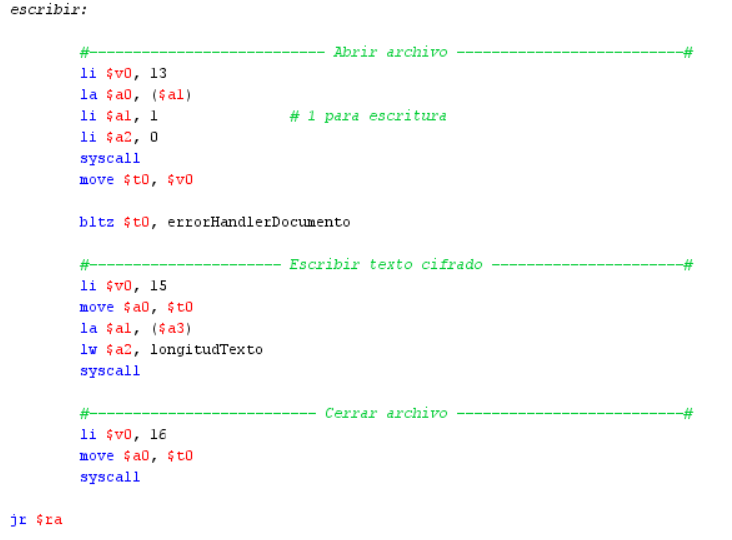 escribir:
#--------------------------- Abrir archivo --------------------------#
li $v0, 13
la $a0, ($a1)
li $a1, 1 # 1 para escritura
li $a2, 0
syscall
move $t0, $v0
bltz $t0, errorHandlerDocumento
#---------------------- Escribir texto cifrado ----------------------#
li $v0, 15
move $a0, $t0
la $a1, ($a3)
lw $a2, longitudTexto
syscall
#-------------------------- Cerrar archivo --------------------------#
li $v0, 16
move $a0, $t0
syscall
jr $ra